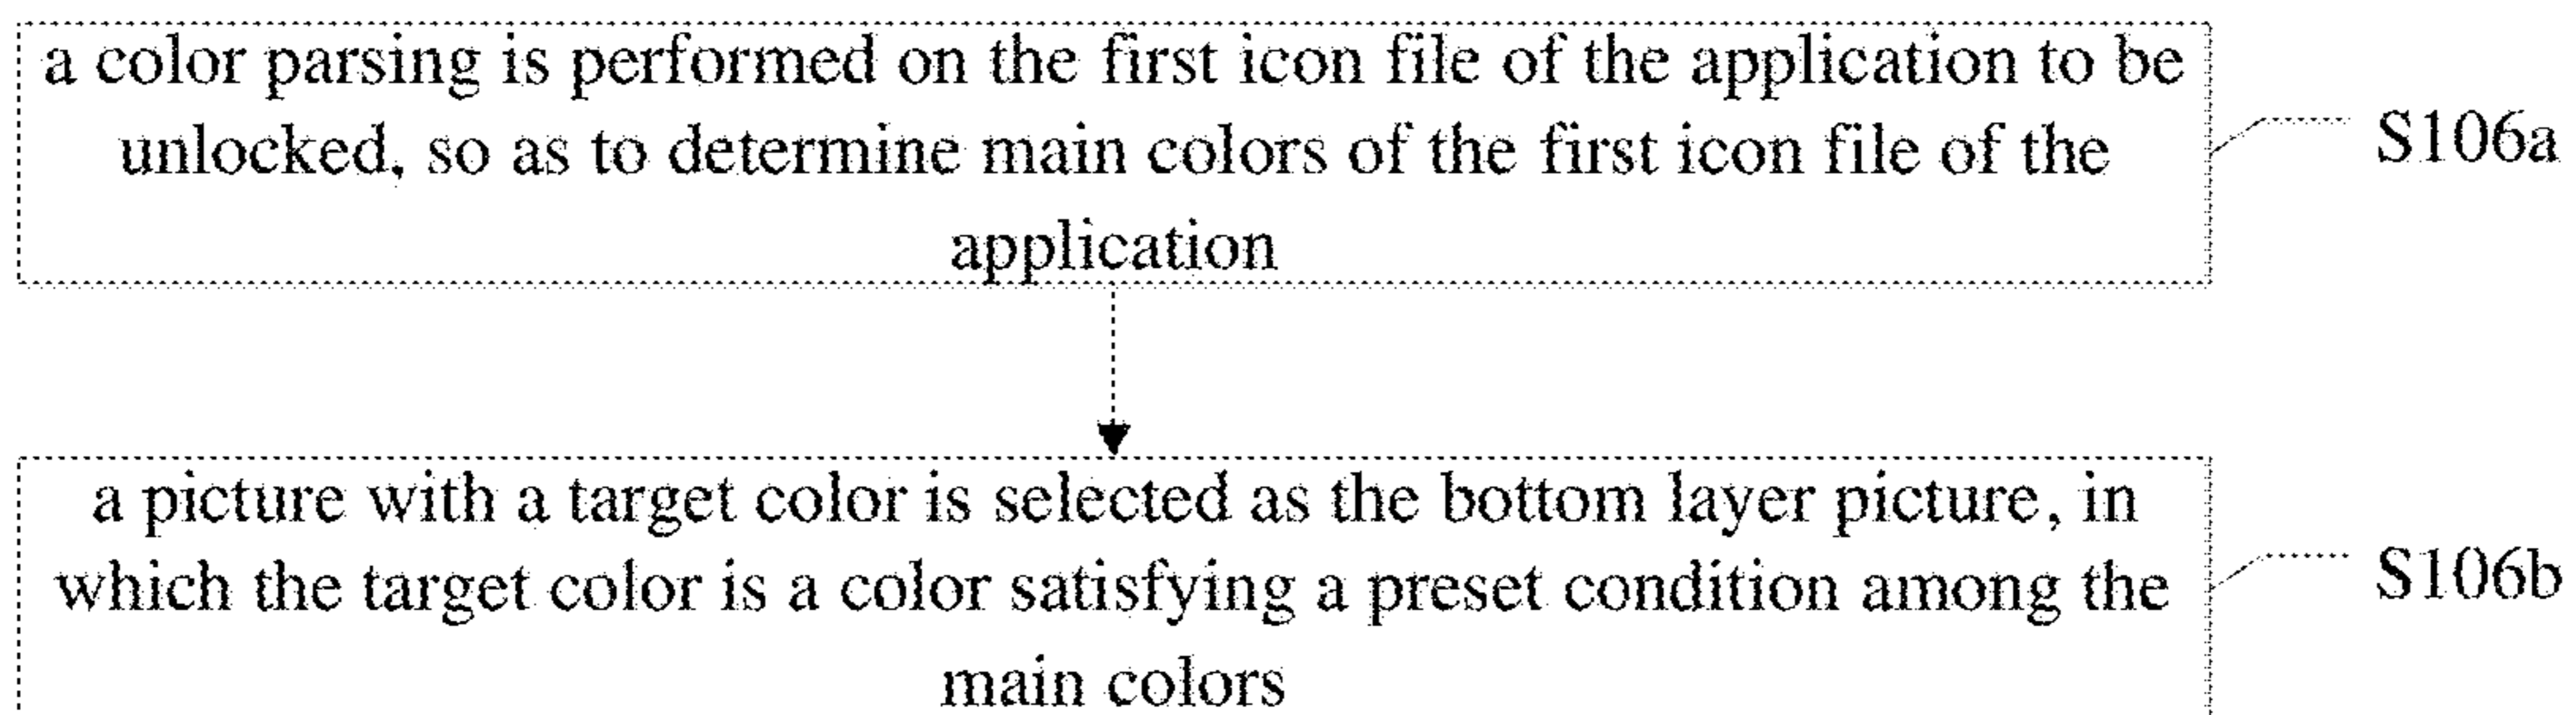 a color parsing is performed on the first icon file of the application to be
unlocked, so as to determine main colors of the first icon file of the
application
S106a
a picture with a target color is selected as the bottom layer picture, in
which the target color is a color satisfying a preset condition among the
main colors
S106b